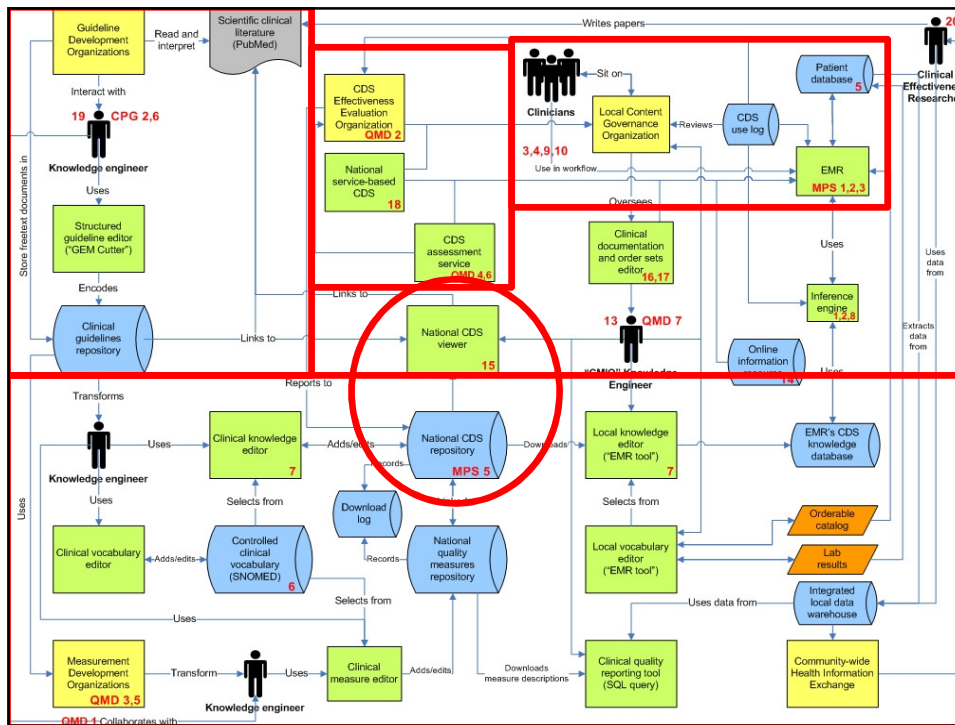 Guideline
Development
Organizations
Read and
interpret
Scientific clinical
literature
(PubMed)
Writes papers
20
Clinical
Effectiveness
Interact with
19
CPG 2,6
Knowledge engineer
Uses
Structured
guideline editor
("GEM Cutter")
Encodes
Clinical
guidelines
repository
Store freetext documents in
Links to
Links to
CDS
Effectiveness
Evaluation
Organization
QMD 2
National
service-based
CDS
18
CDS
assessment
service
QMD 4,6
Clinicians
3,4,9,10
Sit on
Local Content
Governance
Organization
Reviews
CDS
use log
Patient
database
5
EMR
MPS 1,2,3
Use in workflow
Oversees
Clinical
documentation
and order sets
editor
16,17
Uses
Inference
engine
1,2,8
Uses
data
from
Extracts
data
from
National CDS
viewer
15
13
QMD 7
Knowledge
Engineer
Online
information
14
Uses
Reports to
Transforms
Knowledge
engineer
Uses
Uses
Uses
Clinical knowledge
editor
7
Adds/edits
National CDS
repository
MPS 5
Downloads
Local knowledge
editor
("EMR tool")
7
EMR's CDS
knowledge
database
Records
Download
log
Selects from
Selects from
Clinical vocabulary
editor
Adds/edits
Controlled
clinical
vocabulary
(SNOMED)
6
Records
National
quality
measures
repository
Local vocabulary
editor
("EMR tool")
Orderable
catalog
Lab
results
Selects from
Uses
Uses data from
Integrated
local data
warehouse
Measurement
Development
Organizations
QMD 3,5
Transform
Knowledge engineer
Uses
Clinical
measure editor
Adds/edits
Downloads
measure descriptions
Clinical quality
reporting tool
(SQL query)
Community-wide
Health Information
Exchange
QMD 1 Collaborates with